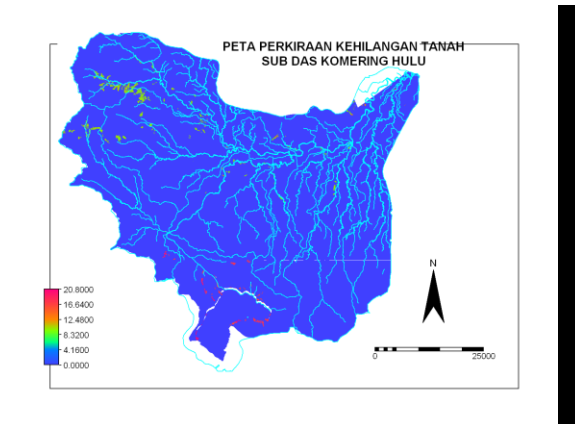 PETA PERKIRAAN KEHILANGAN TANAH
SUB DAS KOMERING HULU
N
20.8000
16.6400
12.4800
8.3200
4.1600
0.0000
0
25000